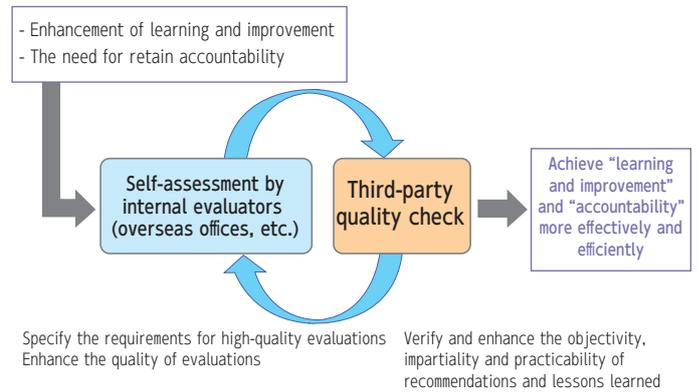 - Enhancement of learning and improvement
- The need for retain accountability
Self-assessment by
internal evaluators
(overseas offices, etc.)
Third-party
quality check
Achieve “learning
and improvement”
and “accountability”
more effectively and
efficiently
Specify the requirements for high-quality evaluations
Enhance the quality of evaluations
Verify and enhance the objectivity,
impartiality and practicability of
recommendations and lessons learned